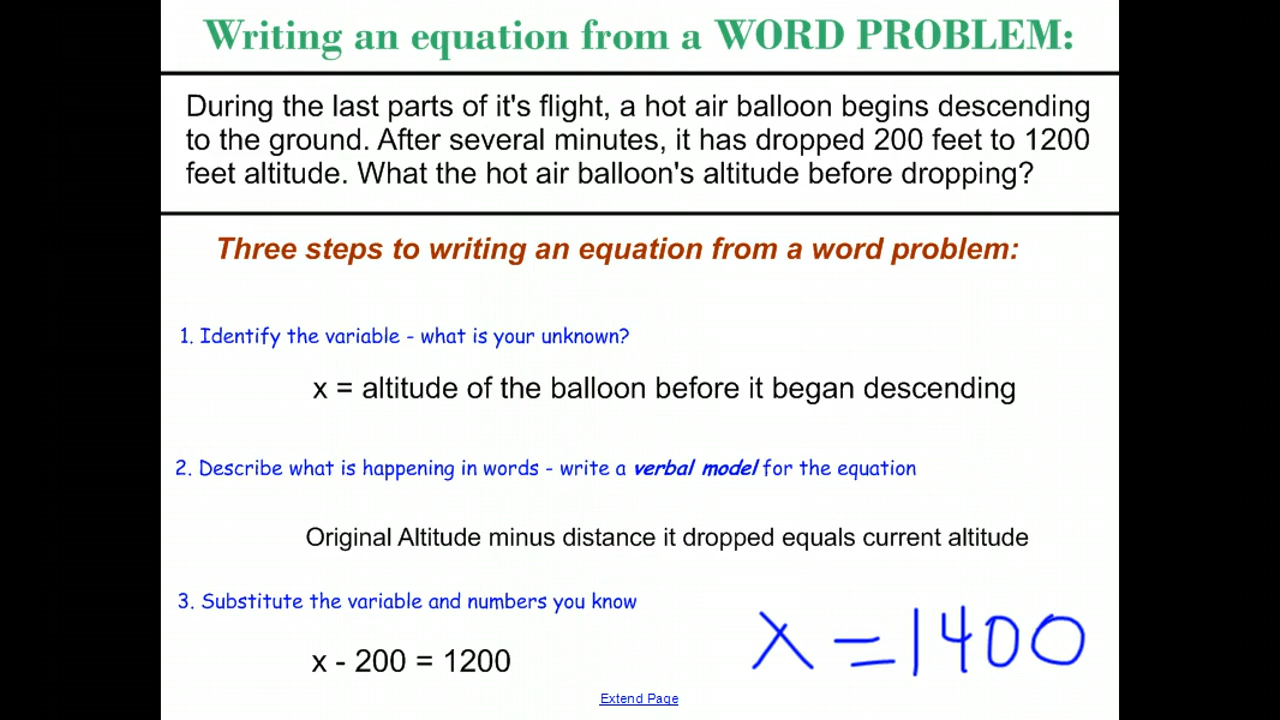 Writing an equation from a WORD PROBLEM:
During the last parts of it's flight, a hot air balloon begins descending
to the ground. After several minutes, it has dropped 200 feet to 1200
feet altitude. What the hot air balloon's altitude before dropping?
Three steps to writing an equation from a word problem:
1. Identify the variable - what is your unknown?
x = altitude of the balloon before it began descending
2. Describe what is happening in words - write a verbal model for the equation
Original Altitude minus distance it dropped equals current altitude
3. Substitute the variable and numbers you know
x - 200 = 1200
x = 1400
Extend Page